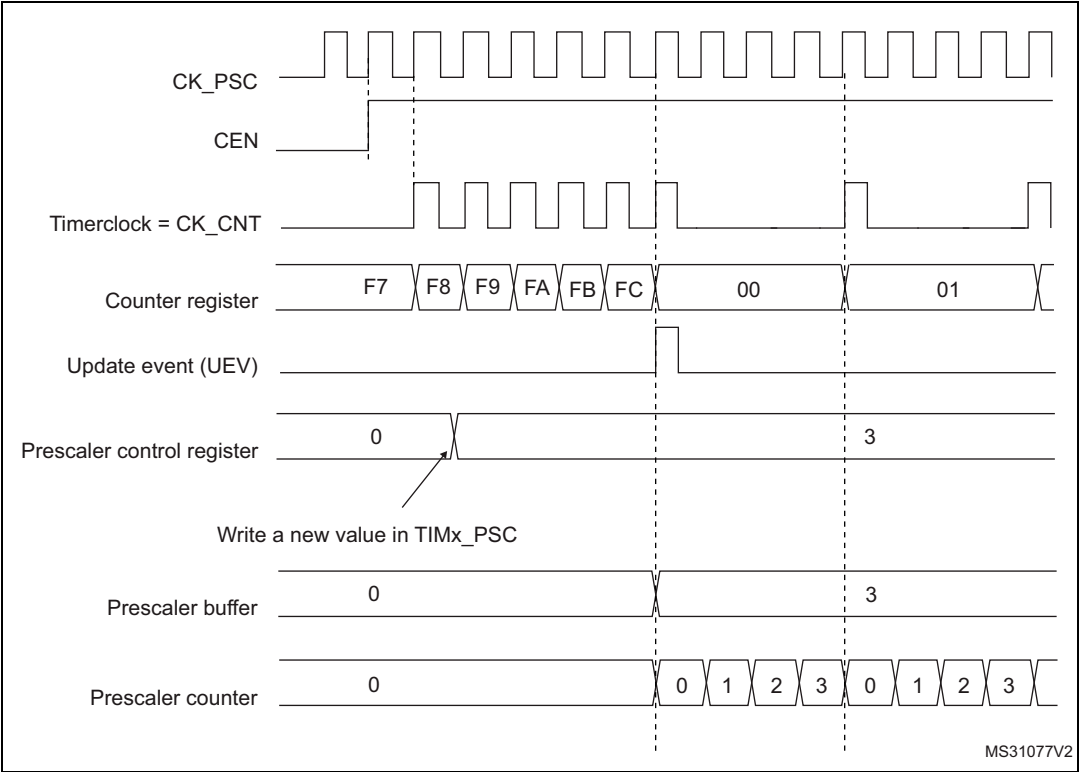 CK_PSC
CEN
Timerclock = CK_CNT
Counter register F7 F8 F9 FA FB FC 00 01
Update event (UEV)
Prescaler control register 0 3
Write a new value in TIMx_PSC
Prescaler buffer 0 3
Prescaler counter 0 0 1 2 3 0 1 2 3
MS31077V2